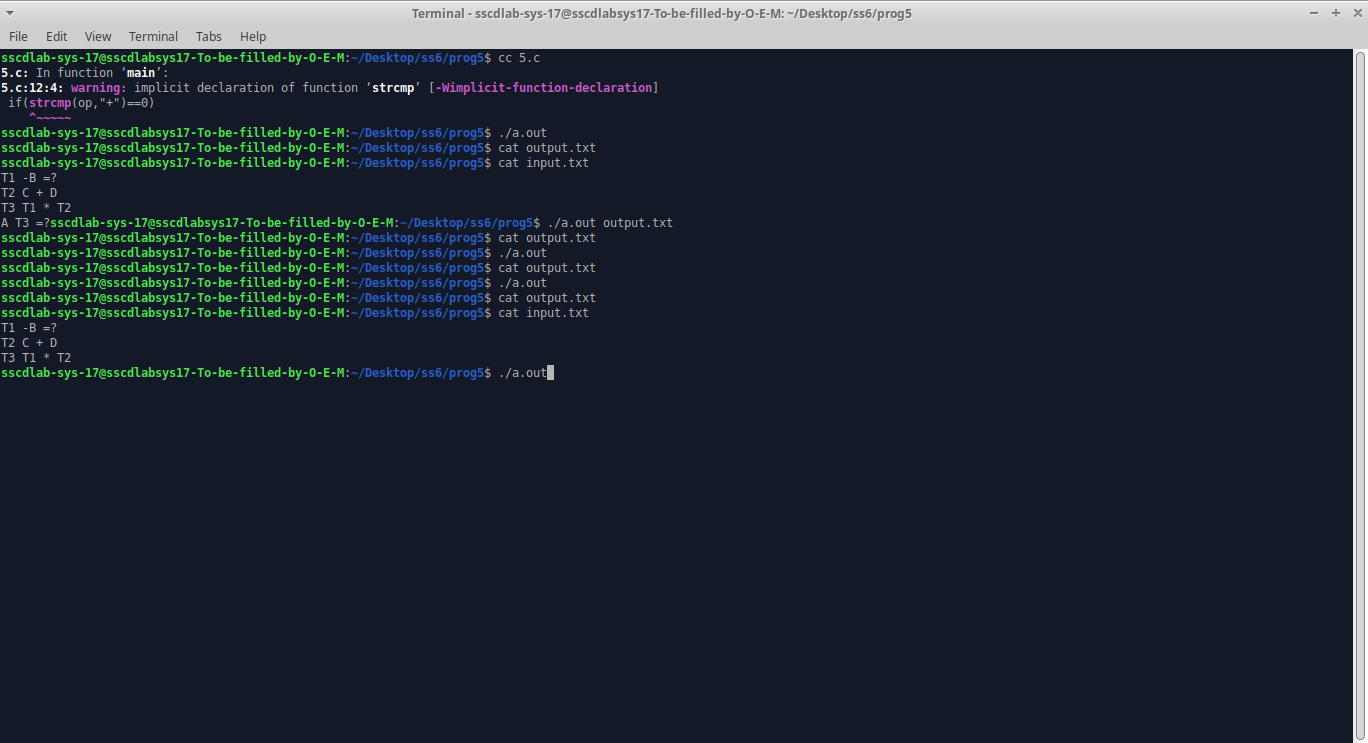 Terminal - sscdlab-sys-17@sscdlabsys17-To-be-filled-by-O-E-M: ~/Desktop/ss6/prog5
File Edit View Terminal Tabs Help
sscdlab-sys-17@sscdlabsys17-To-be-filled-by-O-E-M:~/Desktop/ss6/prog5$ cc 5.c
5.c: In function ‘main’:
5.c:12:4: warning: implicit declaration of function ‘strcmp’ [-Wimplicit-function-declaration]
 if(strcmp(op,"+")==0)
    ^~~~~~
sscdlab-sys-17@sscdlabsys17-To-be-filled-by-O-E-M:~/Desktop/ss6/prog5$ ./a.out
sscdlab-sys-17@sscdlabsys17-To-be-filled-by-O-E-M:~/Desktop/ss6/prog5$ cat output.txt
sscdlab-sys-17@sscdlabsys17-To-be-filled-by-O-E-M:~/Desktop/ss6/prog5$ cat input.txt
T1 -B =?
T2 C + D
T3 T1 * T2
A T3 =?sscdlab-sys-17@sscdlabsys17-To-be-filled-by-O-E-M:~/Desktop/ss6/prog5$ ./a.out output.txt
sscdlab-sys-17@sscdlabsys17-To-be-filled-by-O-E-M:~/Desktop/ss6/prog5$ cat output.txt
sscdlab-sys-17@sscdlabsys17-To-be-filled-by-O-E-M:~/Desktop/ss6/prog5$ ./a.out
sscdlab-sys-17@sscdlabsys17-To-be-filled-by-O-E-M:~/Desktop/ss6/prog5$ cat output.txt
sscdlab-sys-17@sscdlabsys17-To-be-filled-by-O-E-M:~/Desktop/ss6/prog5$ ./a.out
sscdlab-sys-17@sscdlabsys17-To-be-filled-by-O-E-M:~/Desktop/ss6/prog5$ cat output.txt
sscdlab-sys-17@sscdlabsys17-To-be-filled-by-O-E-M:~/Desktop/ss6/prog5$ cat input.txt
T1 -B =?
T2 C + D
T3 T1 * T2
sscdlab-sys-17@sscdlabsys17-To-be-filled-by-O-E-M:~/Desktop/ss6/prog5$ ./a.out